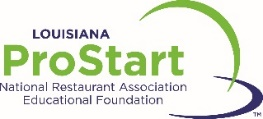 LOUISIANA
ProStart
National Restaurant Association
Educational Foundation
TM